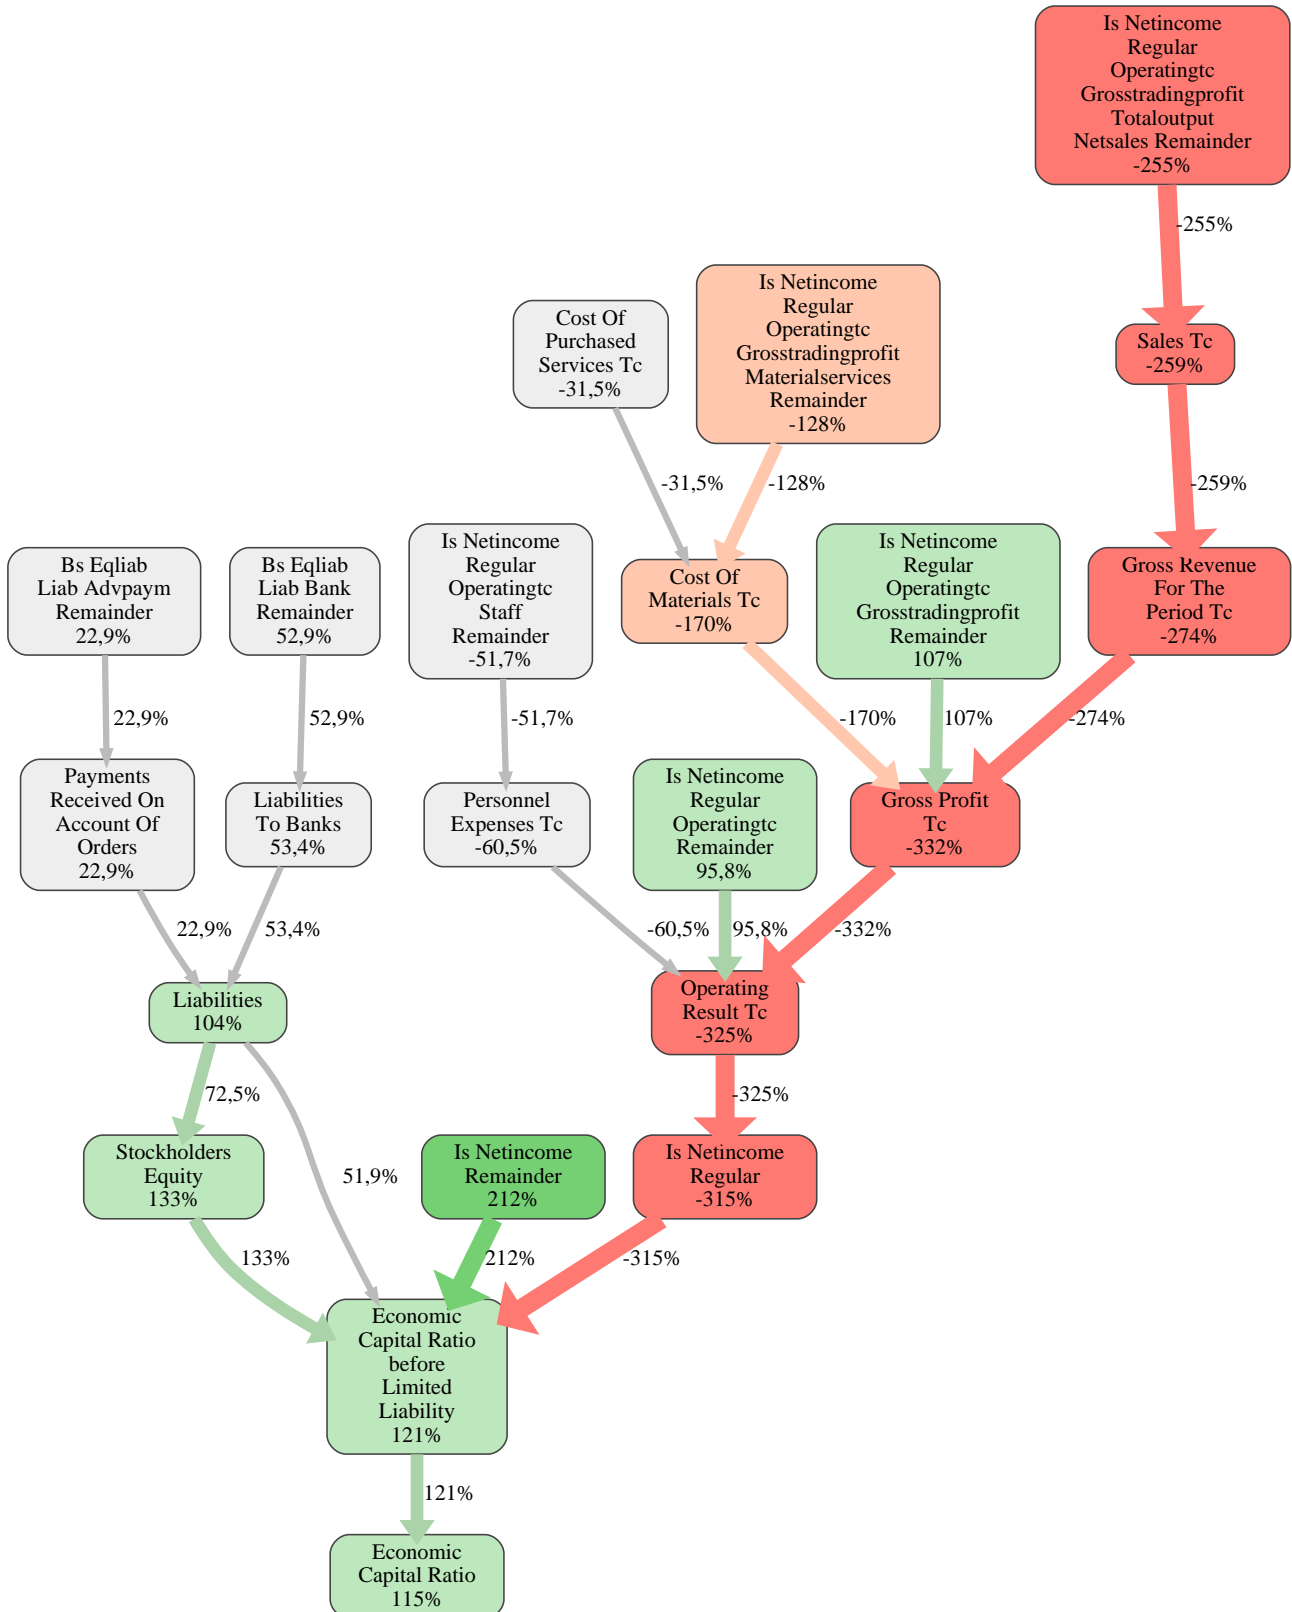 Is Netincome
Regular
Operatingtc
Grosstradingprofit
Totaloutput
Netsales Remainder
-255%
-255%
Cost Of
Purchased
Services Tc
-31,5%
Is Netincome
Regular
Operatingtc
Grosstradingprofit
Materialservices
Remainder
-128%
Sales Tc
-259%
-31,5%
-128%
-259%
Bs Eqliab
Liab Advpaym
Remainder
22,9%
Bs Eqliab
Liab Bank
Remainder
52,9%
Is Netincome
Regular
Operatingtc
Staff
Remainder
-51,7%
Cost Of
Materials Tc
-170%
Is Netincome
Regular
Operatingtc
Grosstradingprofit
Remainder
107%
Gross Revenue
For The
Period Tc
-274%
22,9%
52,9%
-51,7%
-170%
107%
-274%
Payments
Received On
Account Of
Orders
22,9%
Liabilities
To Banks
53,4%
Personnel
Expenses Tc
-60,5%
Is Netincome
Regular
Operatingtc
Remainder
95,8%
Gross Profit
Tc
-332%
22,9%
53,4%
-60,5%
95,8%
-332%
Liabilities
104%
Operating
Result Tc
-325%
72,5%
-325%
Stockholders
Equity
133%
51,9%
Is Netincome
Remainder
212%
Is Netincome
Regular
-315%
133%
212%
-315%
Economic
Capital Ratio
before
Limited
Liability
121%
121%
Economic
Capital Ratio
115%